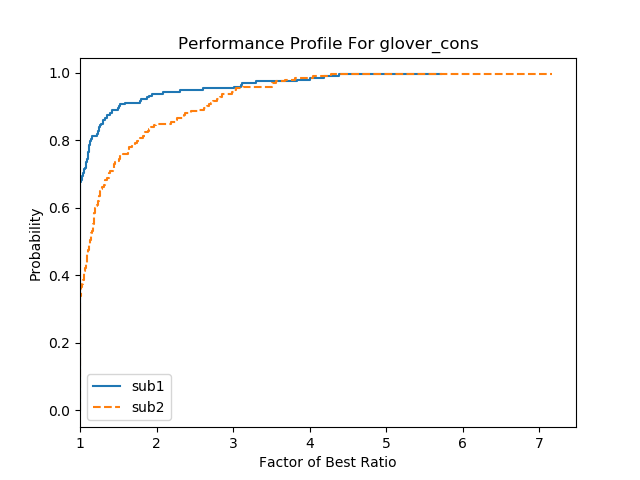 Performance Profile For glover_cons
1.0
0.8
0.6
0.4
0.2
0.0
Probability
sub1
sub2
1 2 3 4 5 6 7
Factor of Best Ratio